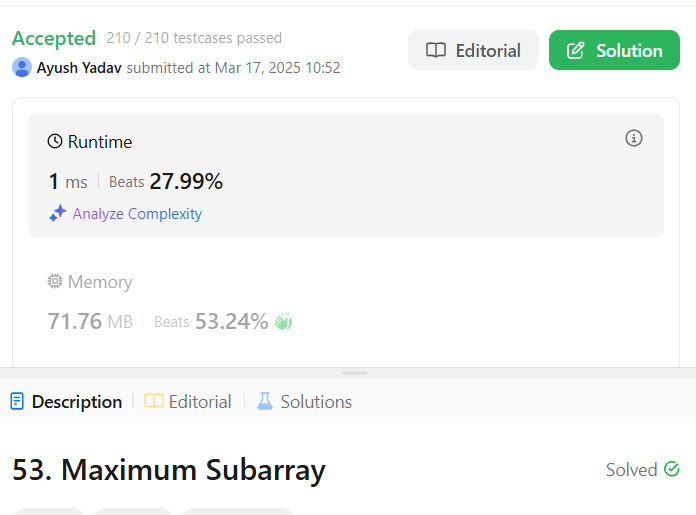 Accepted 210 / 210 testcases passed
Editorial
Solution
Ayush Yadav submitted at Mar 17, 2025 10:52
Runtime
1 ms Beats 27.99%
Analyze Complexity
Memory
71.76 MB Beats 53.24%
Description Editorial Solutions
53. Maximum Subarray
Solved